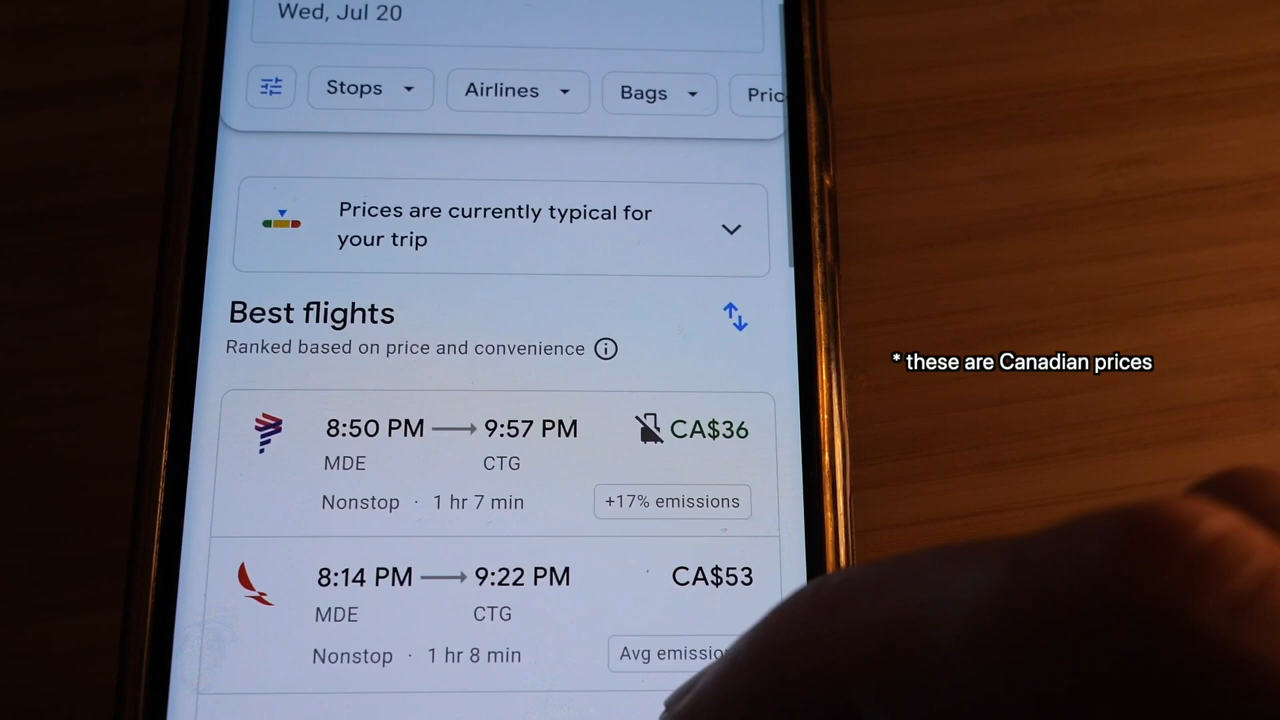 Wed, Jul 20
Stops
Airlines
Bags
Pric
Prices are currently typical for
your trip
Best flights
Ranked based on price and convenience
* these are Canadian prices
8:50 PM 9:57 PM CA$36
MDE CTG
Nonstop · 1 hr 7 min +17% emissions
8:14 PM 9:22 PM CA$53
MDE CTG
Nonstop · 1 hr 8 min Avg emissio